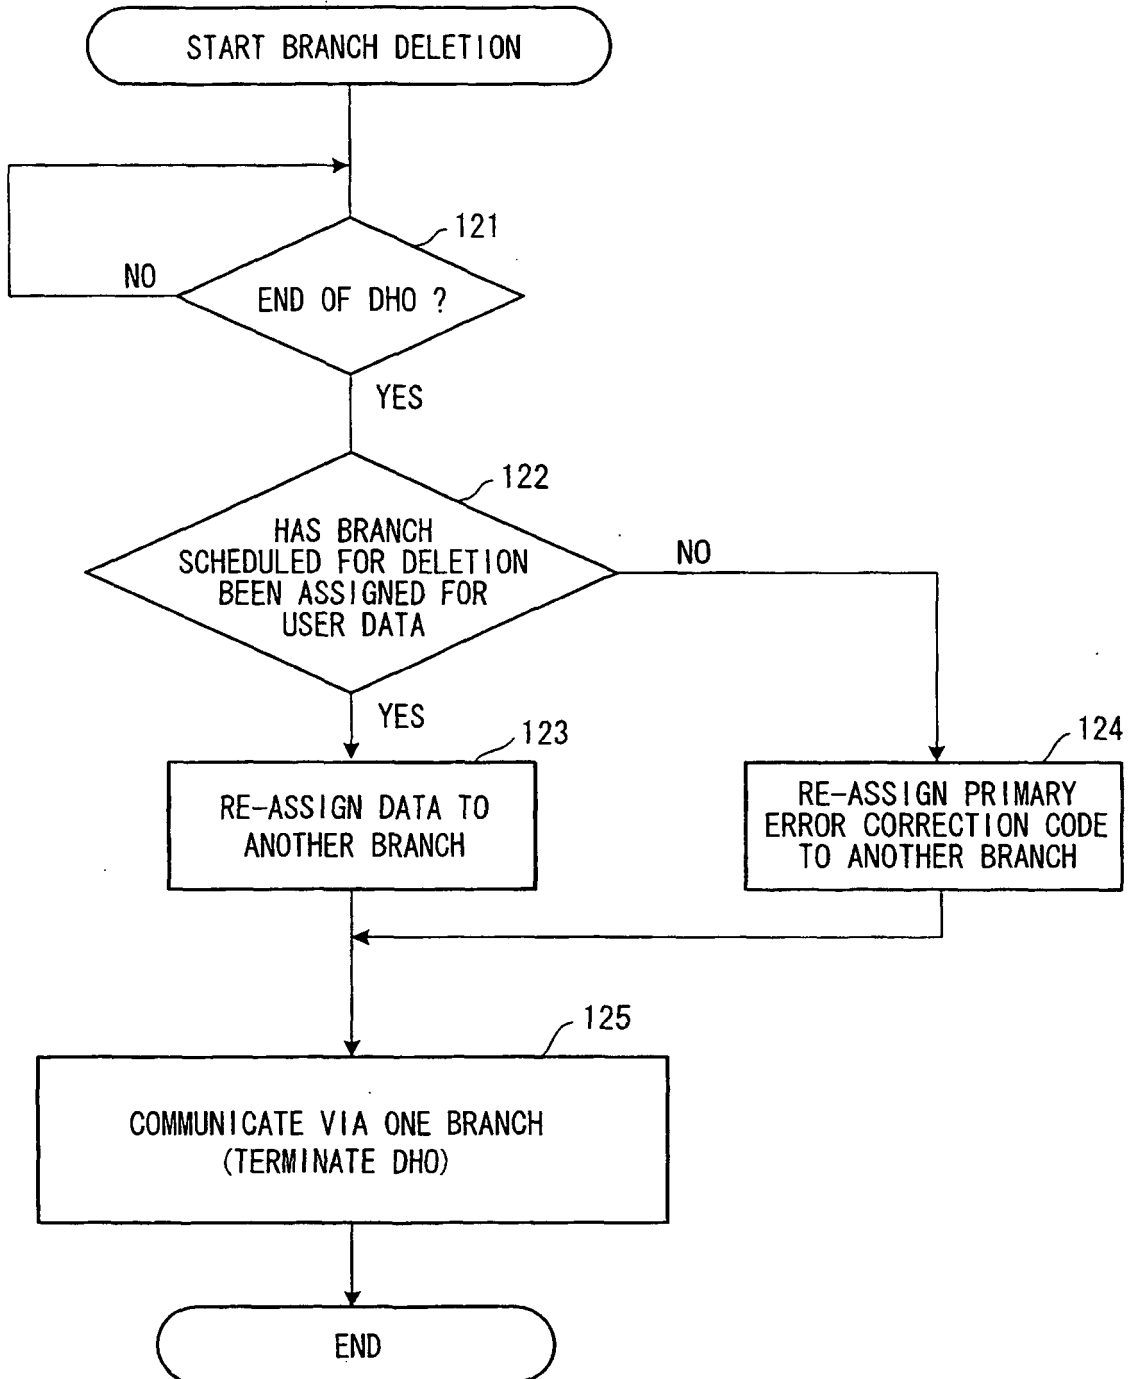 START BRANCH DELETION
121
NO
END OF DHO ?
YES
122
HAS BRANCH
SCHEDULED FOR DELETION
BEEN ASSIGNED FOR
USER DATA
NO
YES
123
RE-ASSIGN DATA TO
ANOTHER BRANCH
124
RE-ASSIGN PRIMARY
ERROR CORRECTION CODE
TO ANOTHER BRANCH
125
COMMUNICATE VIA ONE BRANCH
(TERMINATE DHO)
END